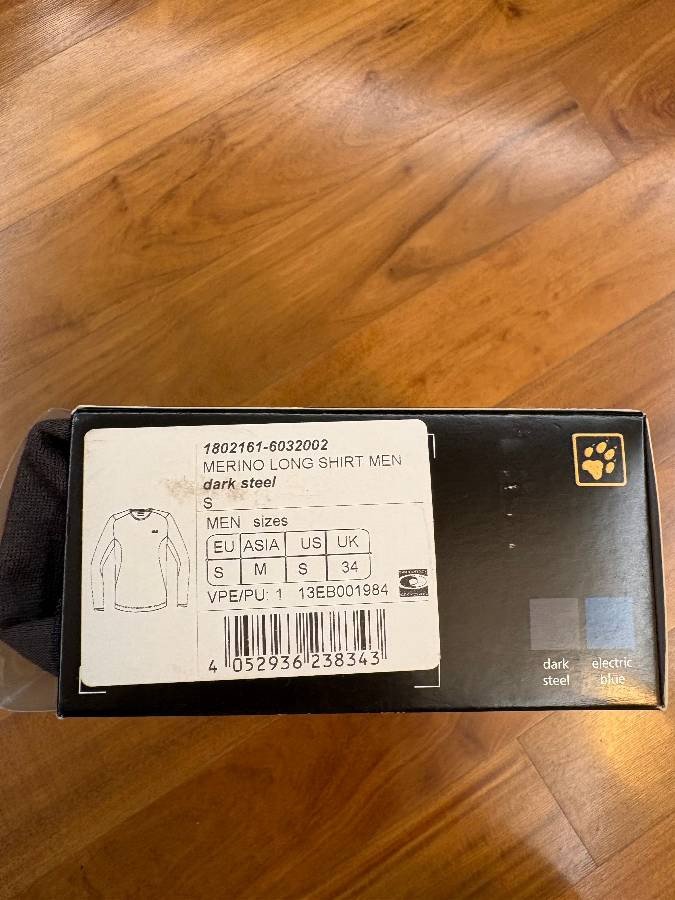 1802161-6032002
MERINO LONG SHIRT MEN
dark steel
S
MEN sizes
EU ASIA US UK
S M S 34
VPE/PU: 1 13EB001984
4 052936 238343
dark steel
electric blue